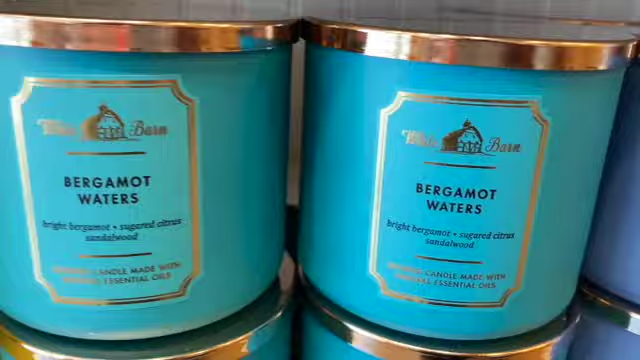 White Barn
BERGAMOT
WATERS
bright bergamot • sugared citrus
sandalwood
CANDLE MADE WITH
ESSENTIAL OILS
White Barn
BERGAMOT
WATERS
bright bergamot • sugared citrus
sandalwood
CANDLE MADE WITH
ESSENTIAL OILS